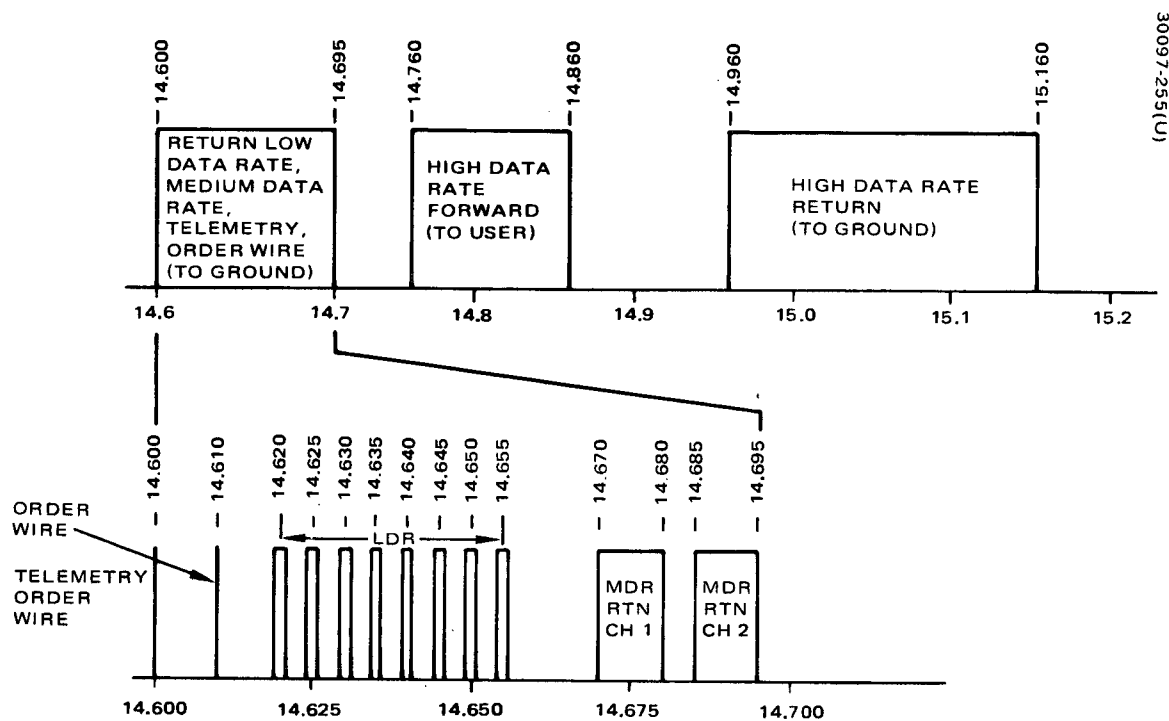 30097-255(U)
14.600
14.695
14.760
14.860
14.960
15.160
RETURN LOW
DATA RATE,
MEDIUM DATA
RATE,
TELEMETRY,
ORDER WIRE
(TO GROUND)
HIGH DATA
RATE
FORWARD
(TO USER)
HIGH DATA RATE
RETURN
(TO GROUND)
14.6
14.7
14.8
14.9
15.0
15.1
15.2
14.600
14.610
14.620
14.625
14.630
14.635
14.640
14.645
14.650
14.655
14.670
14.680
14.685
14.695
ORDER
WIRE
LDR
TELEMETRY
ORDER
WIRE
MDR
RTN
CH 1
MDR
RTN
CH 2
14.600
14.625
14.650
14.675
14.700